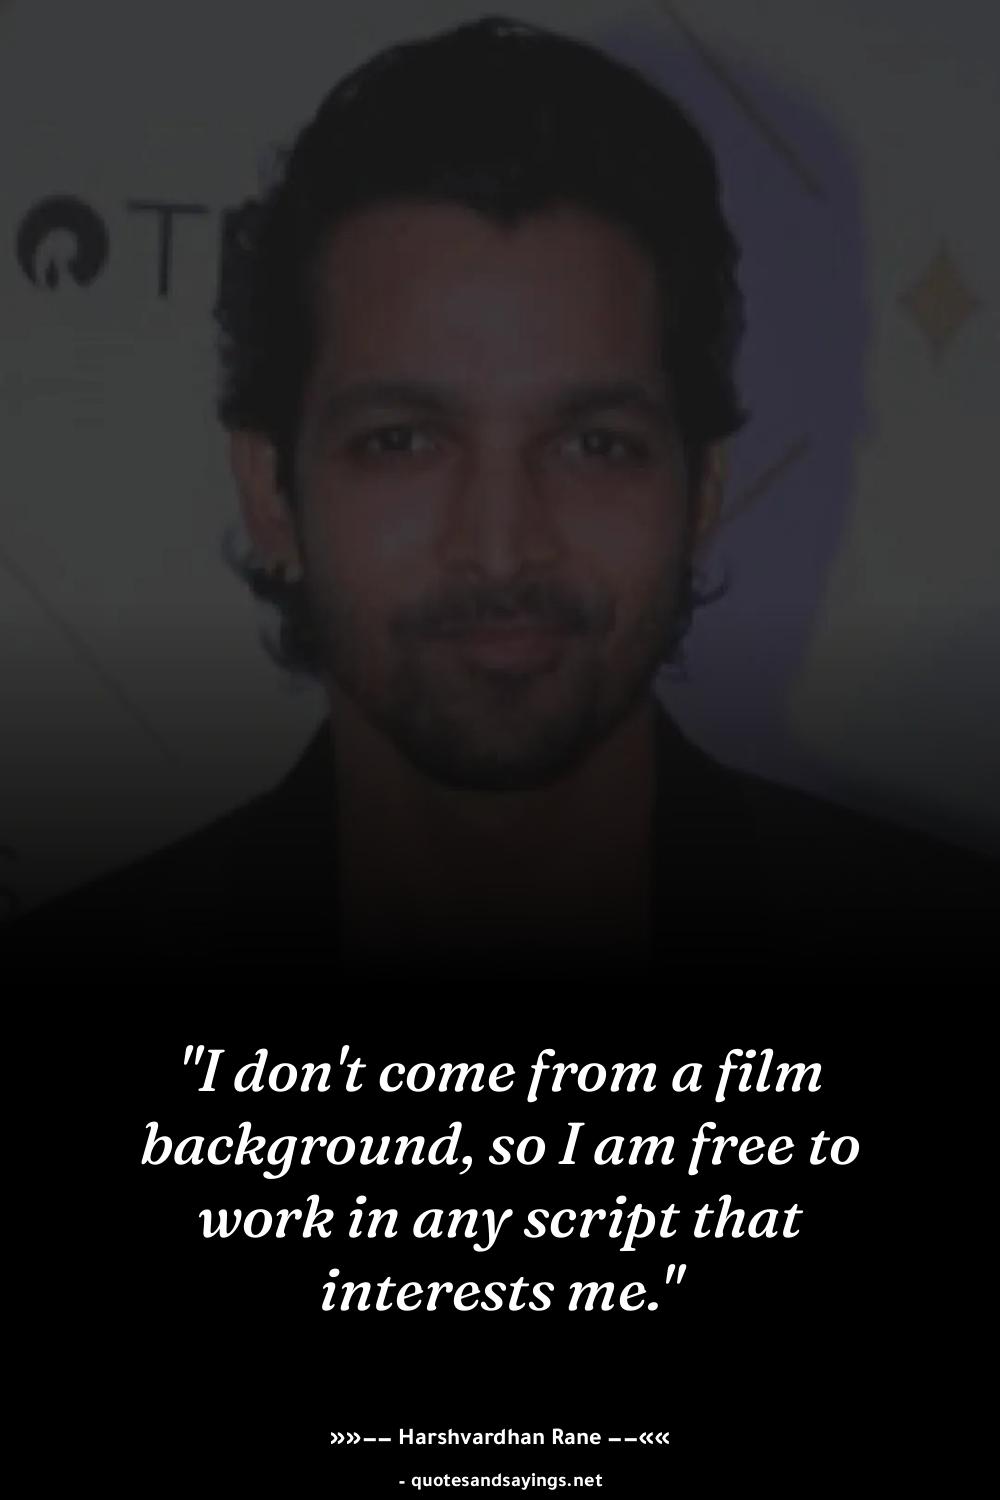 T
"I don't come from a film
background, so I am free to
work in any script that
interests me."
»»–– Harshvardhan Rane ––««
- quotesandsayings.net